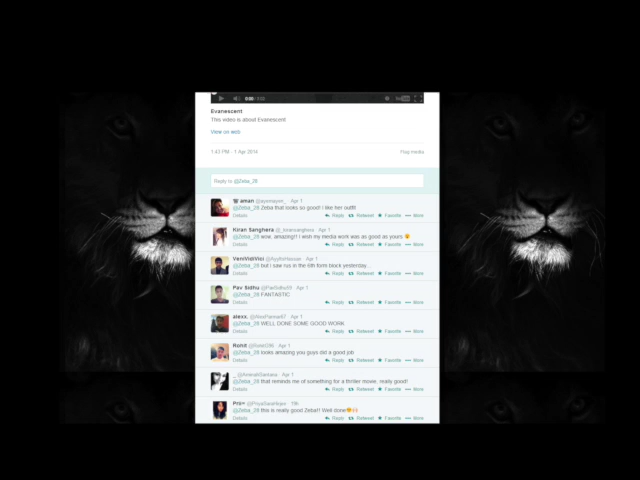 0:00
Evanescent
This video is about Evanescent
View on web
1:43 PM - 1 Apr 2014
Flag media
Reply to @Zeba_28
aman Apr 1
@Zeba_28 Zeba that looks so good! I like her outfit
Details Reply Retweet Favorite More
Kiran Sanghera Apr 1
@Zeba_28 wow, amazing!! I wish my media work was as good as yours
Details Reply Retweet Favorite More
VeniVidiVici Apr 1
@Zeba_28 but i saw rus in the 6th form block yesterday..
Details Reply Retweet Favorite More
Pav Sidhu Apr 1
@Zeba_28 FANTASTIC
Details Reply Retweet Favorite More
alexx. Apr 1
@Zeba_28 WELL DONE SOME GOOD WORK
Details Reply Retweet Favorite More
Rohit Apr 1
@Zeba_28 looks amazing you guys did a good job
Details Reply Retweet Favorite More
Apr 1
@Zeba_28 that reminds me of something for a thriller movie. really good!
Details Reply Retweet Favorite More
19h
@Zeba_28 this is really good Zeba!! Well done
Details Reply Retweet Favorite More